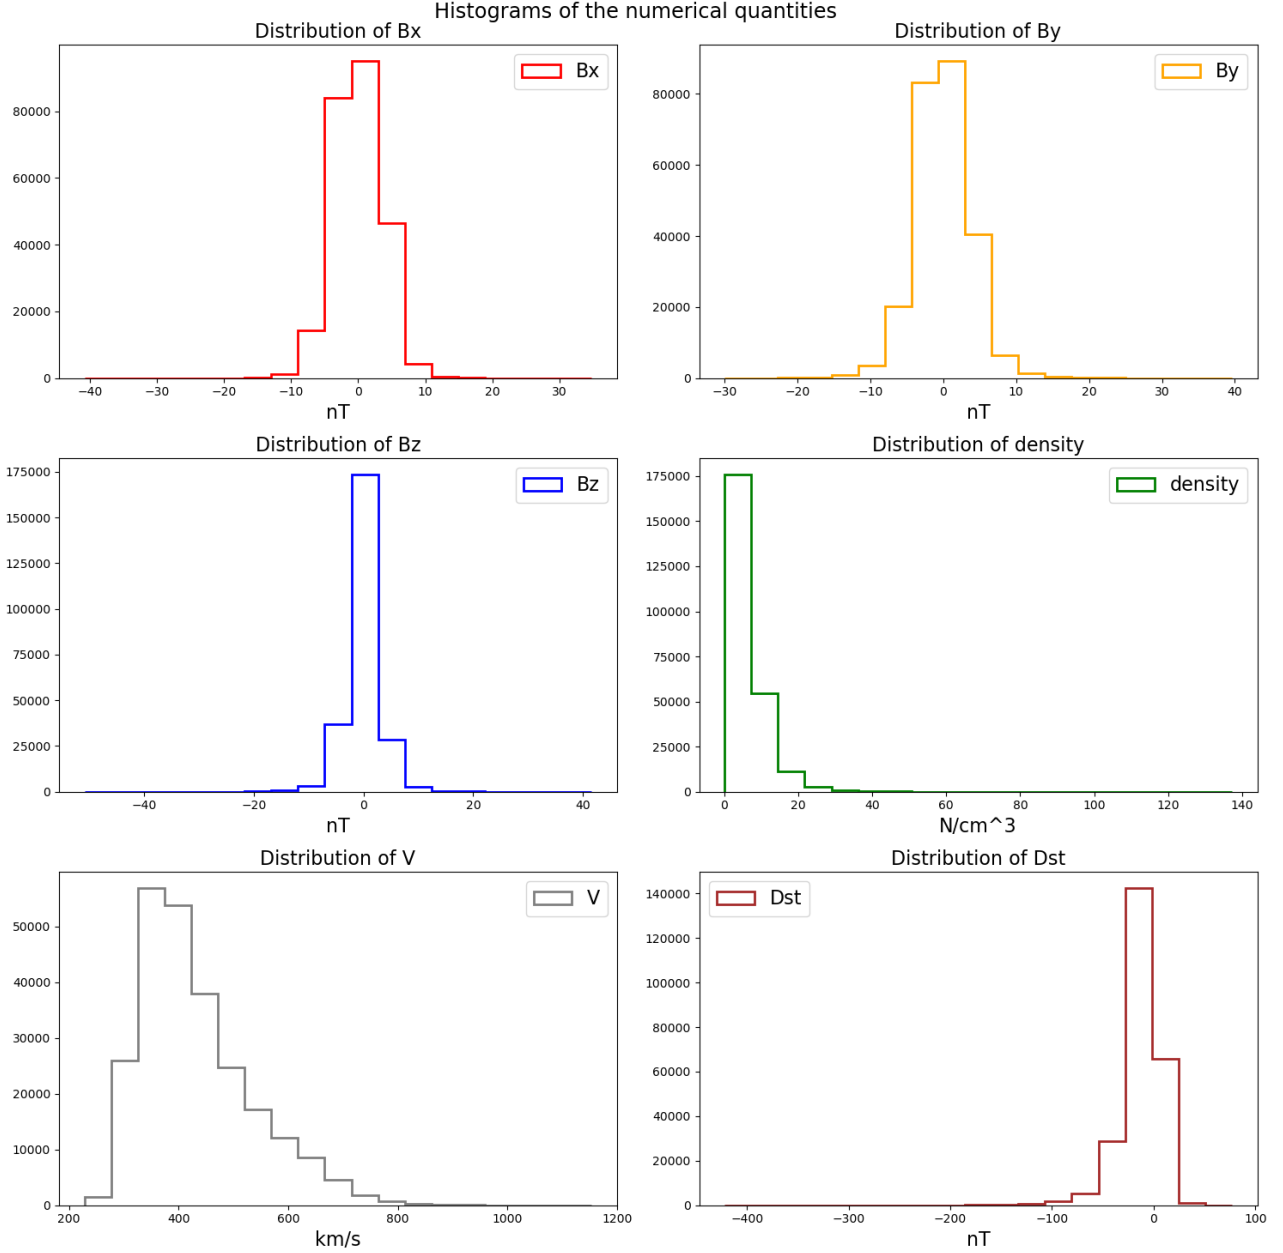 Histograms of the numerical quantities
Distribution of Bx
Bx
80000
60000
40000
20000
0
−40 −30 −20 −10 0 10 20 30
nT
Distribution of By
By
80000
60000
40000
20000
0
−30 −20 −10 0 10 20 30 40
nT
Distribution of Bz
Bz
175000
150000
125000
100000
75000
50000
25000
0
−40 −20 0 20 40
nT
Distribution of density
density
175000
150000
125000
100000
75000
50000
25000
0
0 20 40 60 80 100 120 140
N/cm^3
Distribution of V
V
50000
40000
30000
20000
10000
0
200 400 600 800 1000 1200
km/s
Distribution of Dst
Dst
140000
120000
100000
80000
60000
40000
20000
0
−400 −300 −200 −100 0 100
nT